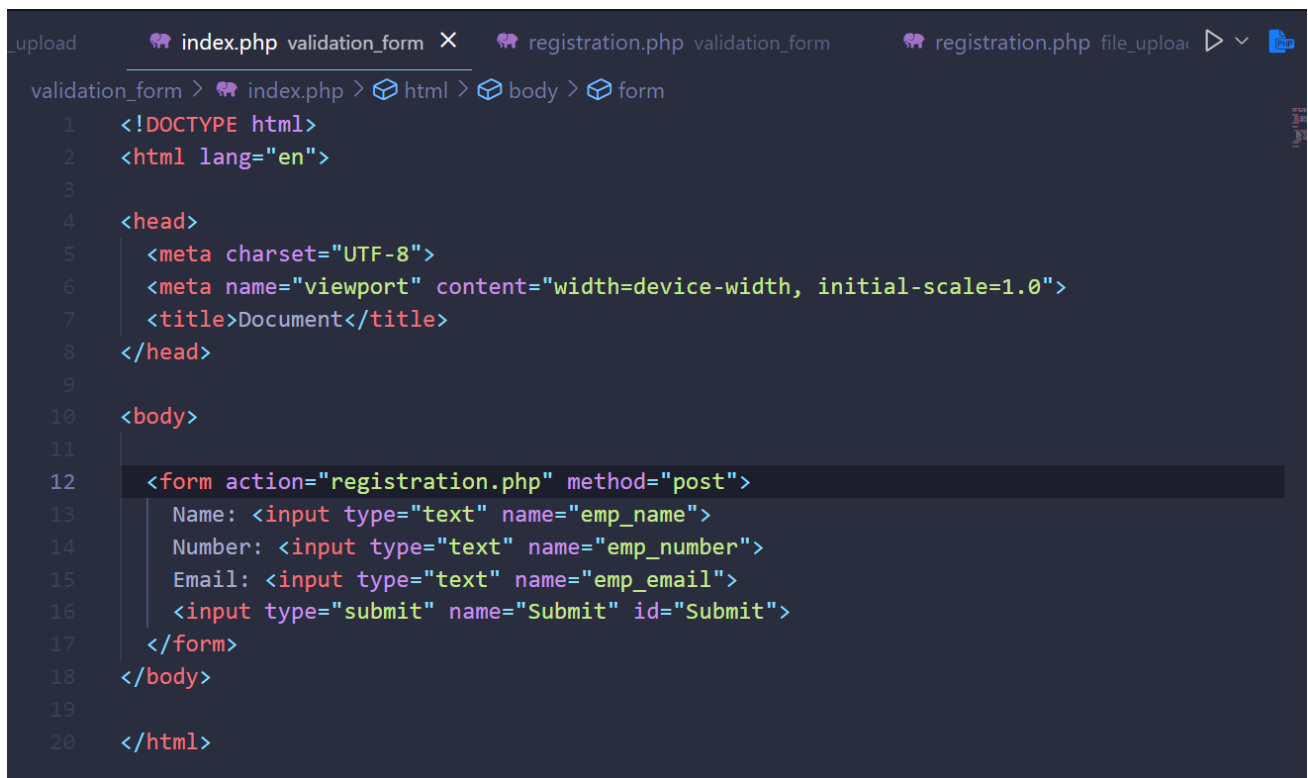 _upload index.php validation_form × registration.php validation_form registration.php file_uploa
validation_form > index.php > html > body > form
1 <!DOCTYPE html>
2 <html lang="en">
3
4 <head>
5 <meta charset="UTF-8">
6 <meta name="viewport" content="width=device-width, initial-scale=1.0">
7 <title>Document</title>
8 </head>
9
10 <body>
11
12 <form action="registration.php" method="post">
13 Name: <input type="text" name="emp_name">
14 Number: <input type="text" name="emp_number">
15 Email: <input type="text" name="emp_email">
16 <input type="submit" name="Submit" id="Submit">
17 </form>
18 </body>
19
20 </html>